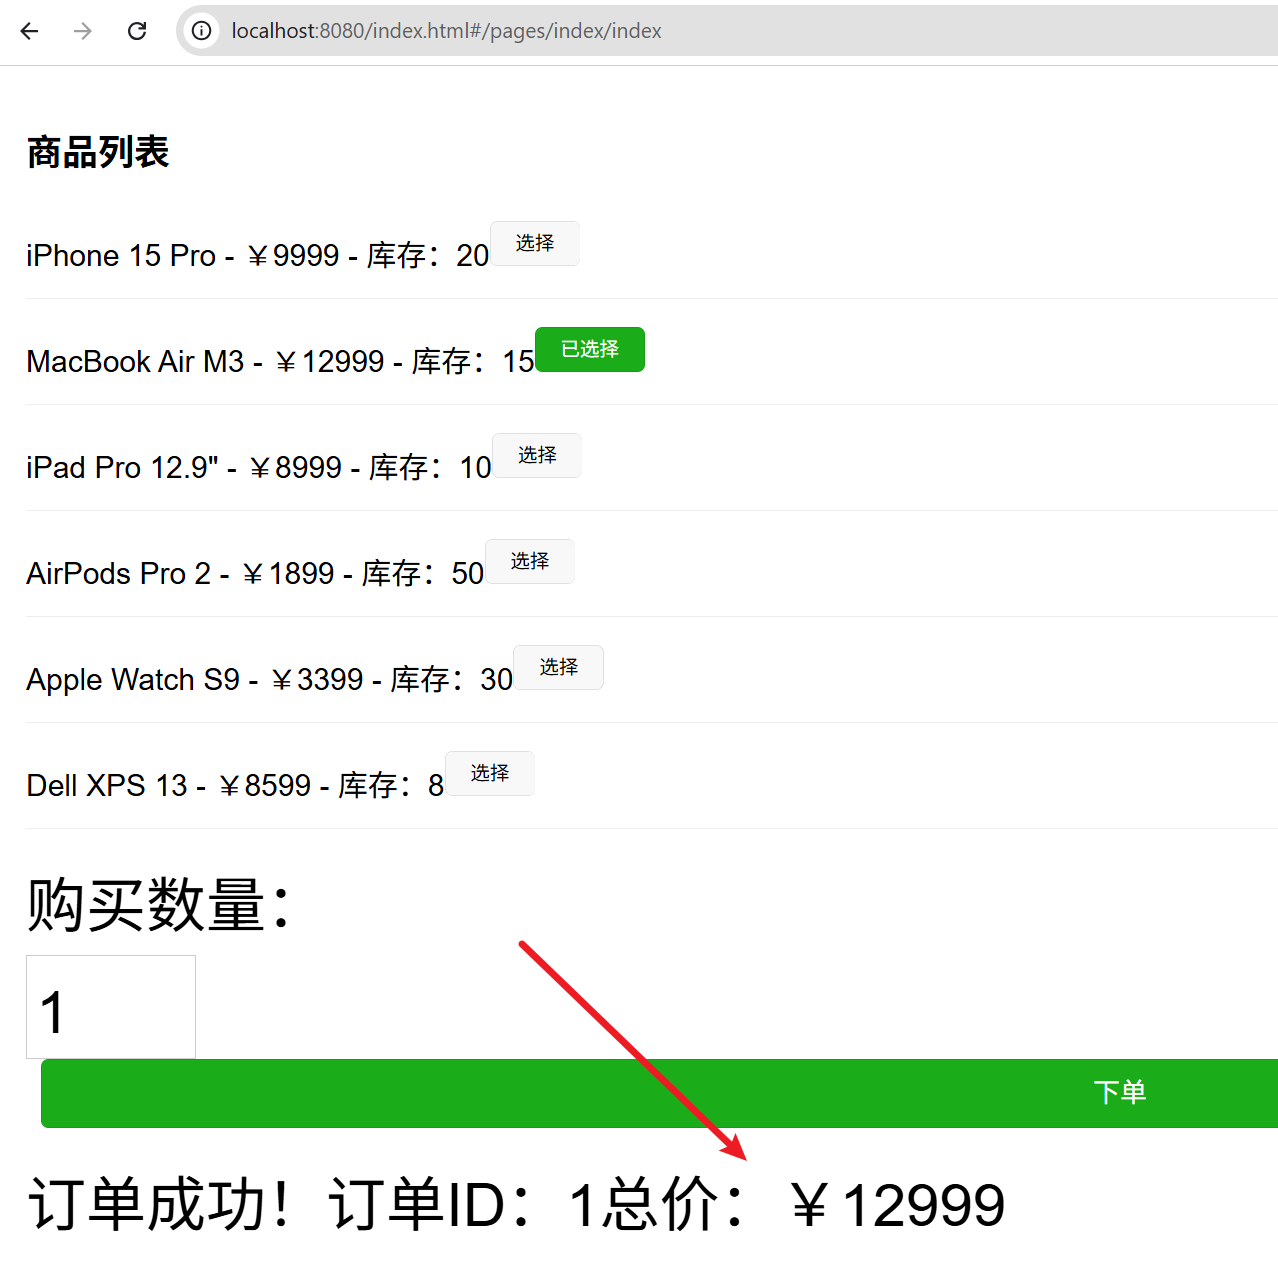 localhost:8080/index.html#/pages/index/index
商品列表
iPhone 15 Pro - ￥9999 - 库存：20 选择
MacBook Air M3 - ￥12999 - 库存：15 已选择
iPad Pro 12.9" - ￥8999 - 库存：10 选择
AirPods Pro 2 - ￥1899 - 库存：50 选择
Apple Watch S9 - ￥3399 - 库存：30 选择
Dell XPS 13 - ￥8599 - 库存：8 选择
购买数量：
1
下单
订单成功！订单ID：1总价：￥12999